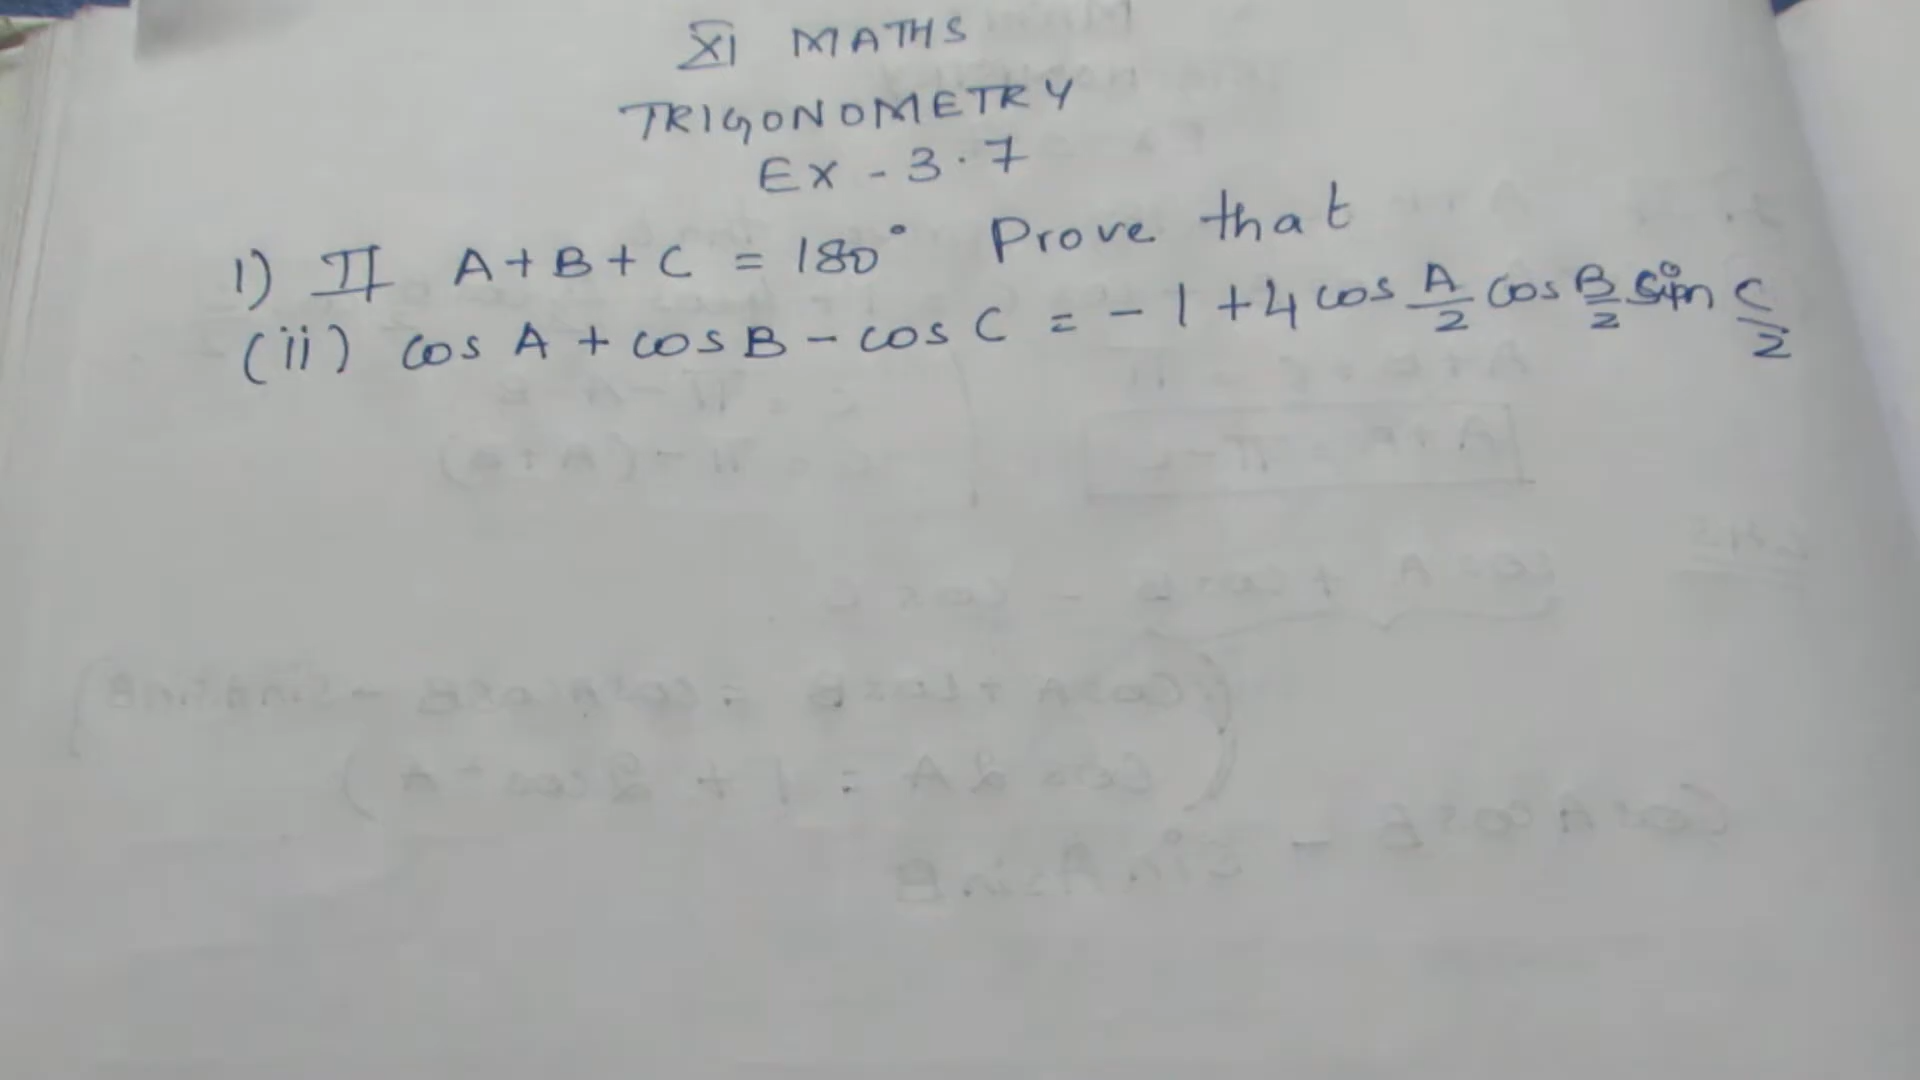 XI MATHS
TRIGONOMETRY
Ex - 3.7
1) If A + B + C = 180° Prove that
(ii) cos A + cos B - cos C = - 1 + 4 cos A/2 cos B/2 sin C/2